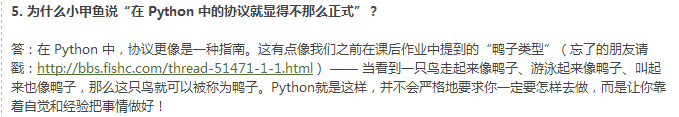 5. 为什么小甲鱼说“在 Python 中的协议就显得不那么正式”？
答：在 Python 中，协议更像是一种指南。这有点像我们之前在课后作业中提到的“鸭子类型”（忘了的朋友请
戳：http://bbs.fishc.com/thread-51471-1-1.html）—— 当看到一只鸟走起来像鸭子、游泳起来像鸭子、叫起
来也像鸭子，那么这只鸟就可以被称为鸭子。Python就是这样，并不会严格地要求你一定要怎样去做，而是让你靠
着自觉和经验把事情做好！